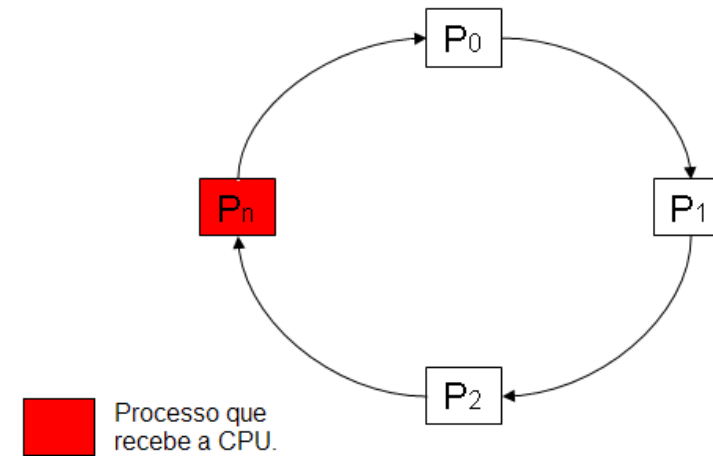 P0
Pn
P1
P2
Processo que
recebe a CPU.